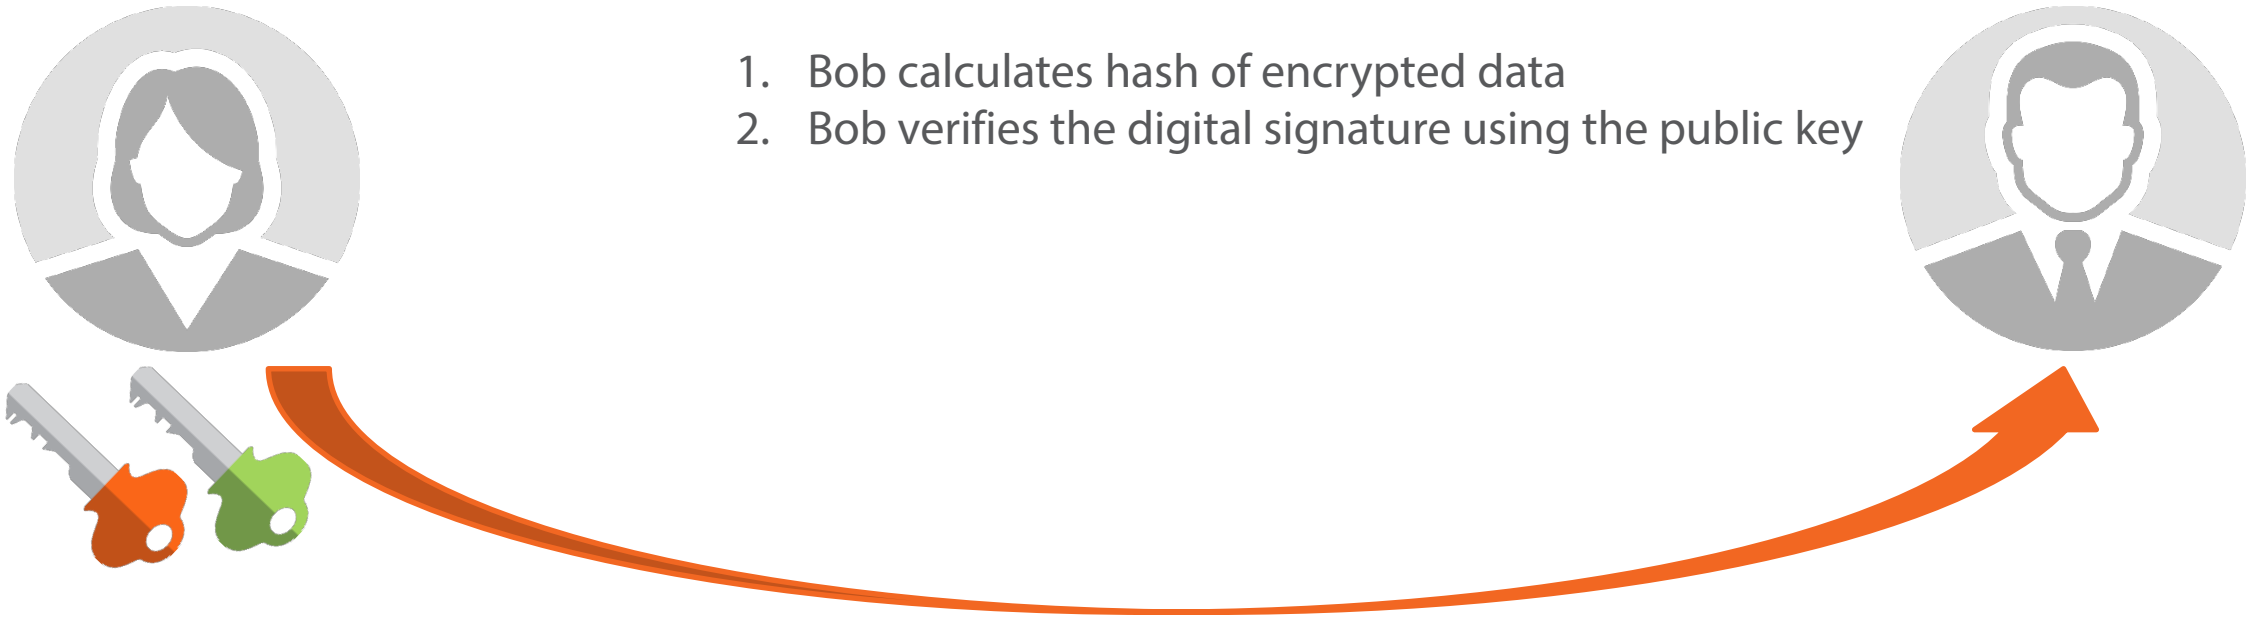 1. Bob calculates hash of encrypted data
2. Bob verifies the digital signature using the public key